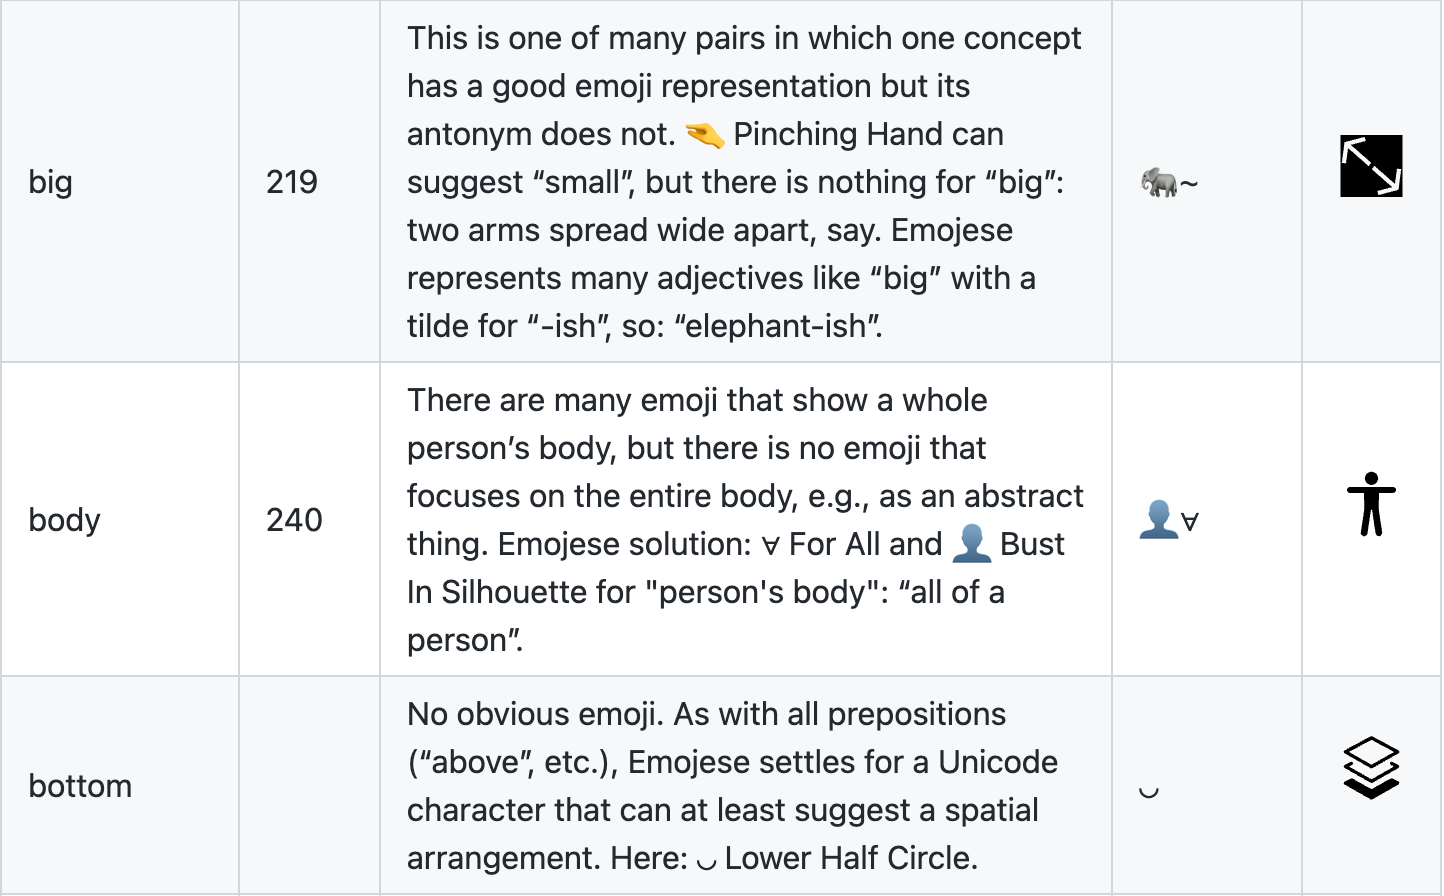 This is one of many pairs in which one concept
has a good emoji representation but its
antonym does not. 🫏 Pinching Hand can
big 219 suggest “small”, but there is nothing for “big”: 🐘~
two arms spread wide apart, say. Emojese
represents many adjectives like “big” with a
tilde for “-ish”, so: “elephant-ish”.
There are many emoji that show a whole
person’s body, but there is no emoji that
focuses on the entire body, e.g., as an abstract
body 240 thing. Emojese solution: ∀ For All and 👤 Bust 👤∀
In Silhouette for "person's body": “all of a
person”.
No obvious emoji. As with all prepositions
(“above”, etc.), Emojese settles for a Unicode
bottom character that can at least suggest a spatial ◡
arrangement. Here: ◡ Lower Half Circle.